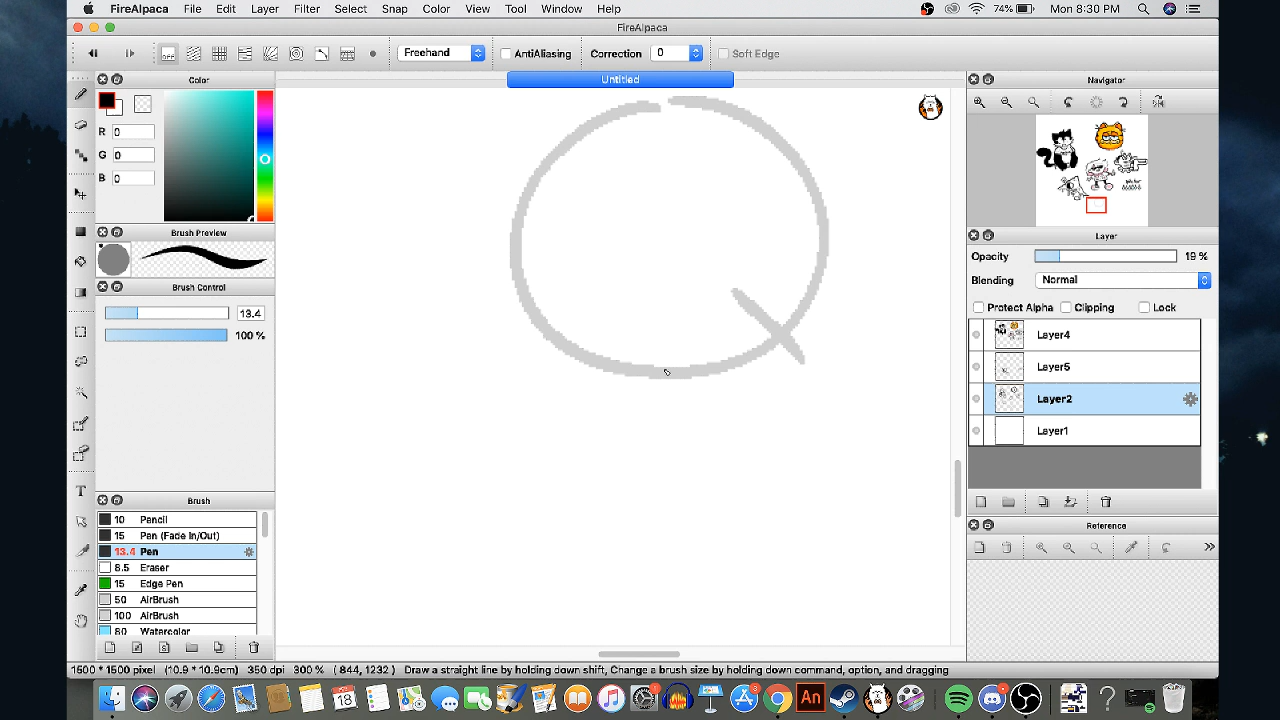 FireAlpaca File Edit Layer Filter Select Snap Color View Tool Window Help 74% Mon 8:30 PM
FireAlpaca
OFF Freehand AntiAliasing Correction 0 Soft Edge
Color Untitled Navigator
R 0
G 0
B 0
Brush Preview
Layer
Opacity 19 %
Blending Normal
Brush Control
Protect Alpha Clipping Lock
13.4
100 %
Layer4
Layer5
Layer2
Layer1
Brush
10 Pencil
15 Pen (Fade In/Out)
13.4 Pen
8.5 Eraser
15 Edge Pen
50 AirBrush
100 AirBrush
80 Watercolor
Reference
Q
T
1500 * 1500 pixel (10.9 * 10.9cm) 350 dpi 300 % ( 844, 1232 ) Draw a straight line by holding down shift, Change a brush size by holding down command, option, and dragging
18
An